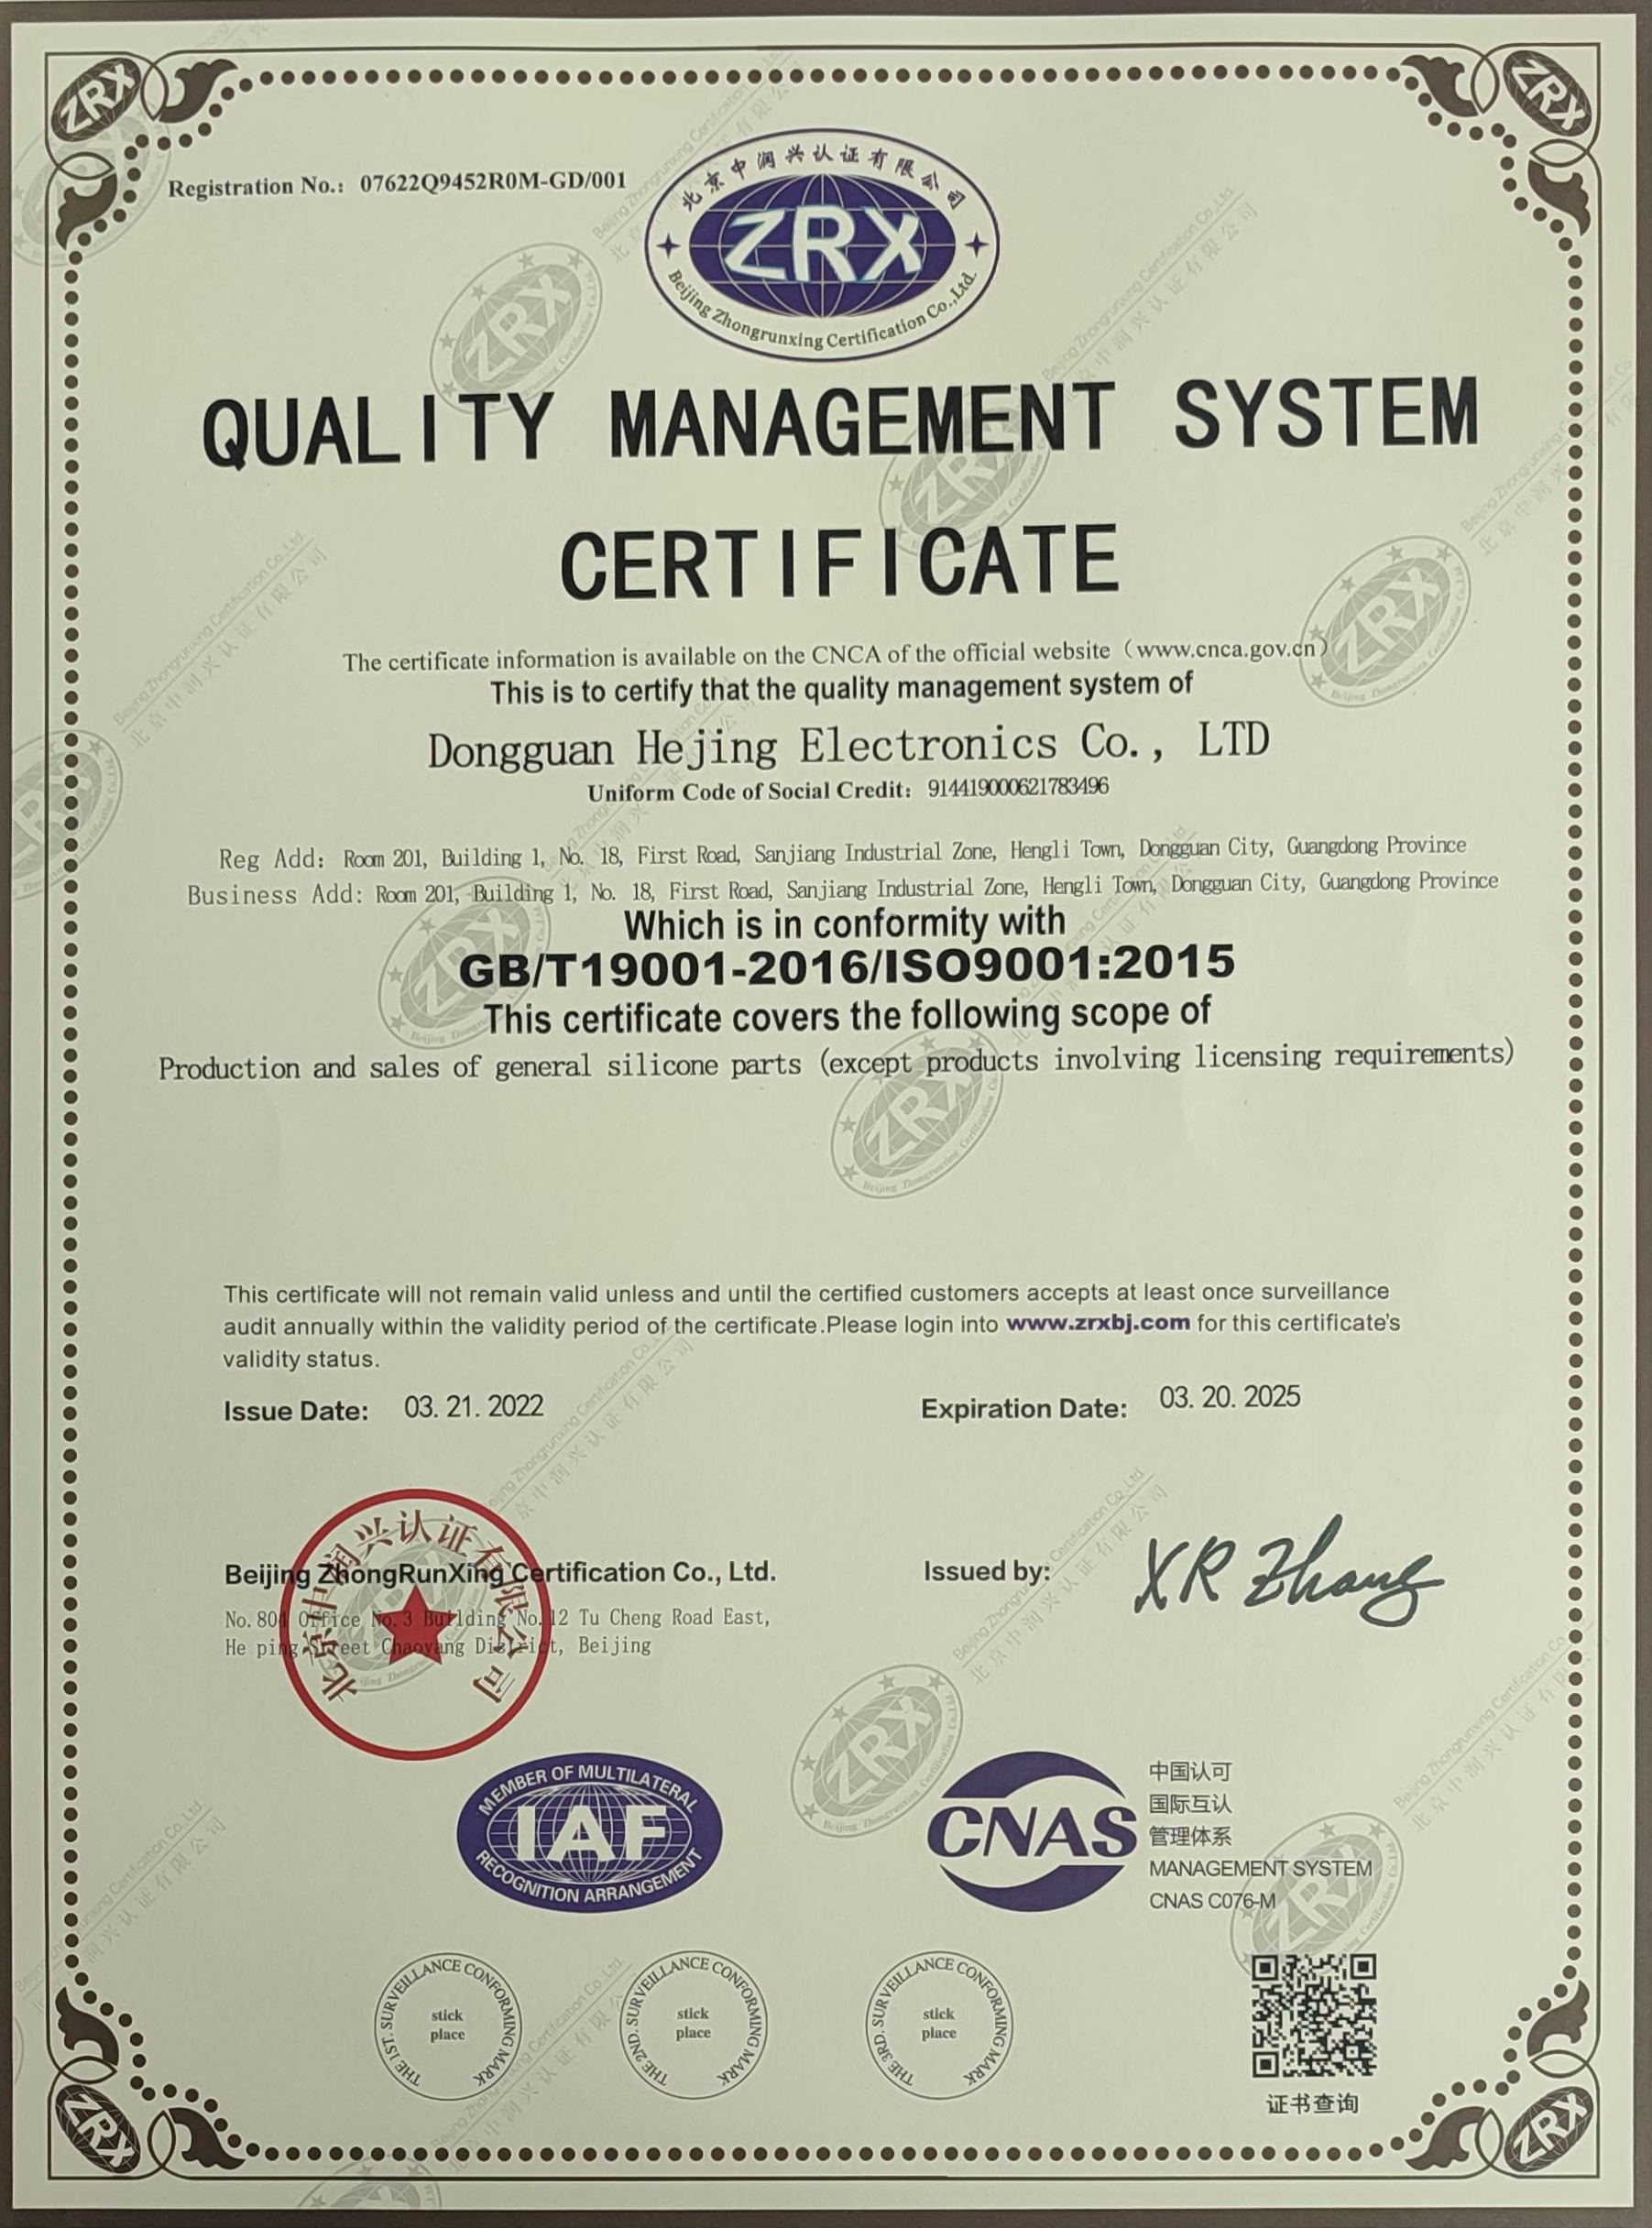 ZRX
ZRX
Registration No.: 07622Q9452R0M-GD/001
北京中润兴认证有限公司
ZRX
Beijing Zhongrunxing Certification Co.,Ltd.
QUALITY MANAGEMENT SYSTEM
CERTIFICATE
The certificate information is available on the CNCA of the official website（www.cnca.gov.cn）
This is to certify that the quality management system of
Dongguan Hejing Electronics Co., LTD
Uniform Code of Social Credit: 914419000621783496
Reg Add: Room 201, Building 1, No. 18, First Road, Sanjiang Industrial Zone, Hengli Town, Dongguan City, Guangdong Province
Business Add: Room 201, Building 1, No. 18, First Road, Sanjiang Industrial Zone, Hengli Town, Dongguan City, Guangdong Province
Which is in conformity with
GB/T19001-2016/ISO9001:2015
This certificate covers the following scope of
Production and sales of general silicone parts (except products involving licensing requirements)
This certificate will not remain valid unless and until the certified customers accepts at least once surveillance
audit annually within the validity period of the certificate.Please login into www.zrxbj.com for this certificate's
validity status.
Issue Date: 03. 21. 2022
Expiration Date: 03. 20. 2025
北京中润兴认证有限公司
Beijing ZhongRunXing Certification Co., Ltd.
No. 804 Office No. 3 Building No. 12 Tu Cheng Road East,
He ping Street Chaoyang District, Beijing
Issued by: XR Zhang
MEMBER OF MULTILATERAL
IAF
RECOGNITION ARRANGEMENT
CNAS
中国认可
国际互认
管理体系
MANAGEMENT SYSTEM
CNAS C076-M
THE 1ST. SURVEILLANCE CONFORMING MARK
stick
place
THE 2ND. SURVEILLANCE CONFORMING MARK
stick
place
THE 3RD. SURVEILLANCE CONFORMING MARK
stick
place
证书查询
ZRX
ZRX